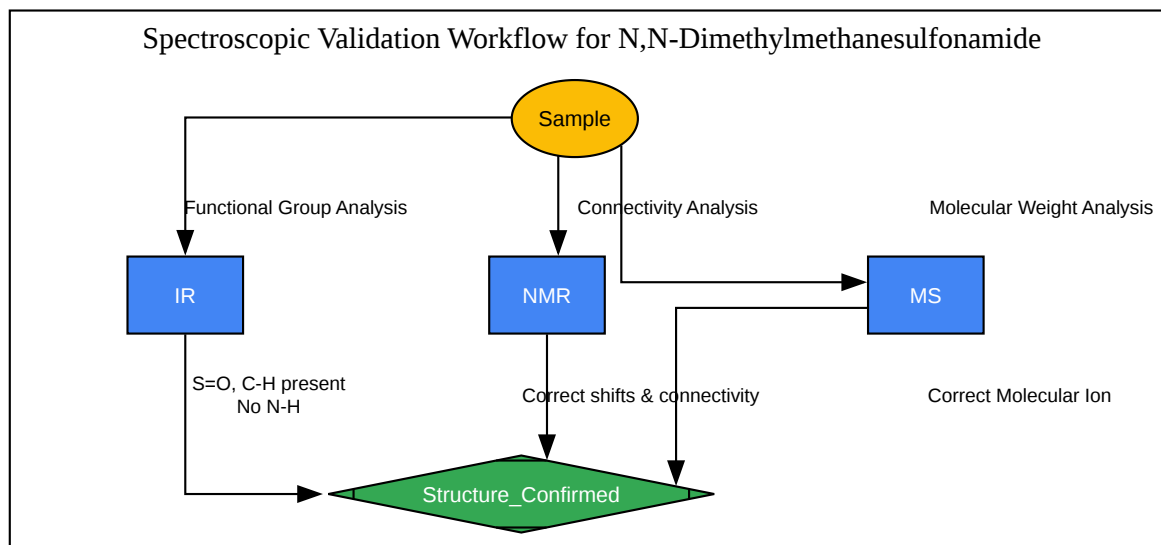 Spectroscopic Validation Workflow for N,N-Dimethylmethanesulfonamide
Sample
Functional Group Analysis
Connectivity Analysis
Molecular Weight Analysis
IR
NMR
MS
S=O, C-H present
No N-H
Correct shifts & connectivity
Correct Molecular Ion
Structure_Confirmed